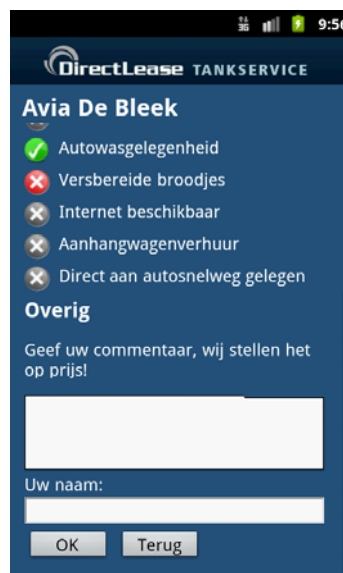 3G 9:56
DirectLease TANKSERVICE
Avia De Bleek
Autowasgelegenheid
Versbereide broodjes
Internet beschikbaar
Aanhangwagenverhuur
Direct aan autosnelweg gelegen
Overig
Geef uw commentaar, wij stellen het
op prijs!
Uw naam:
OK Terug